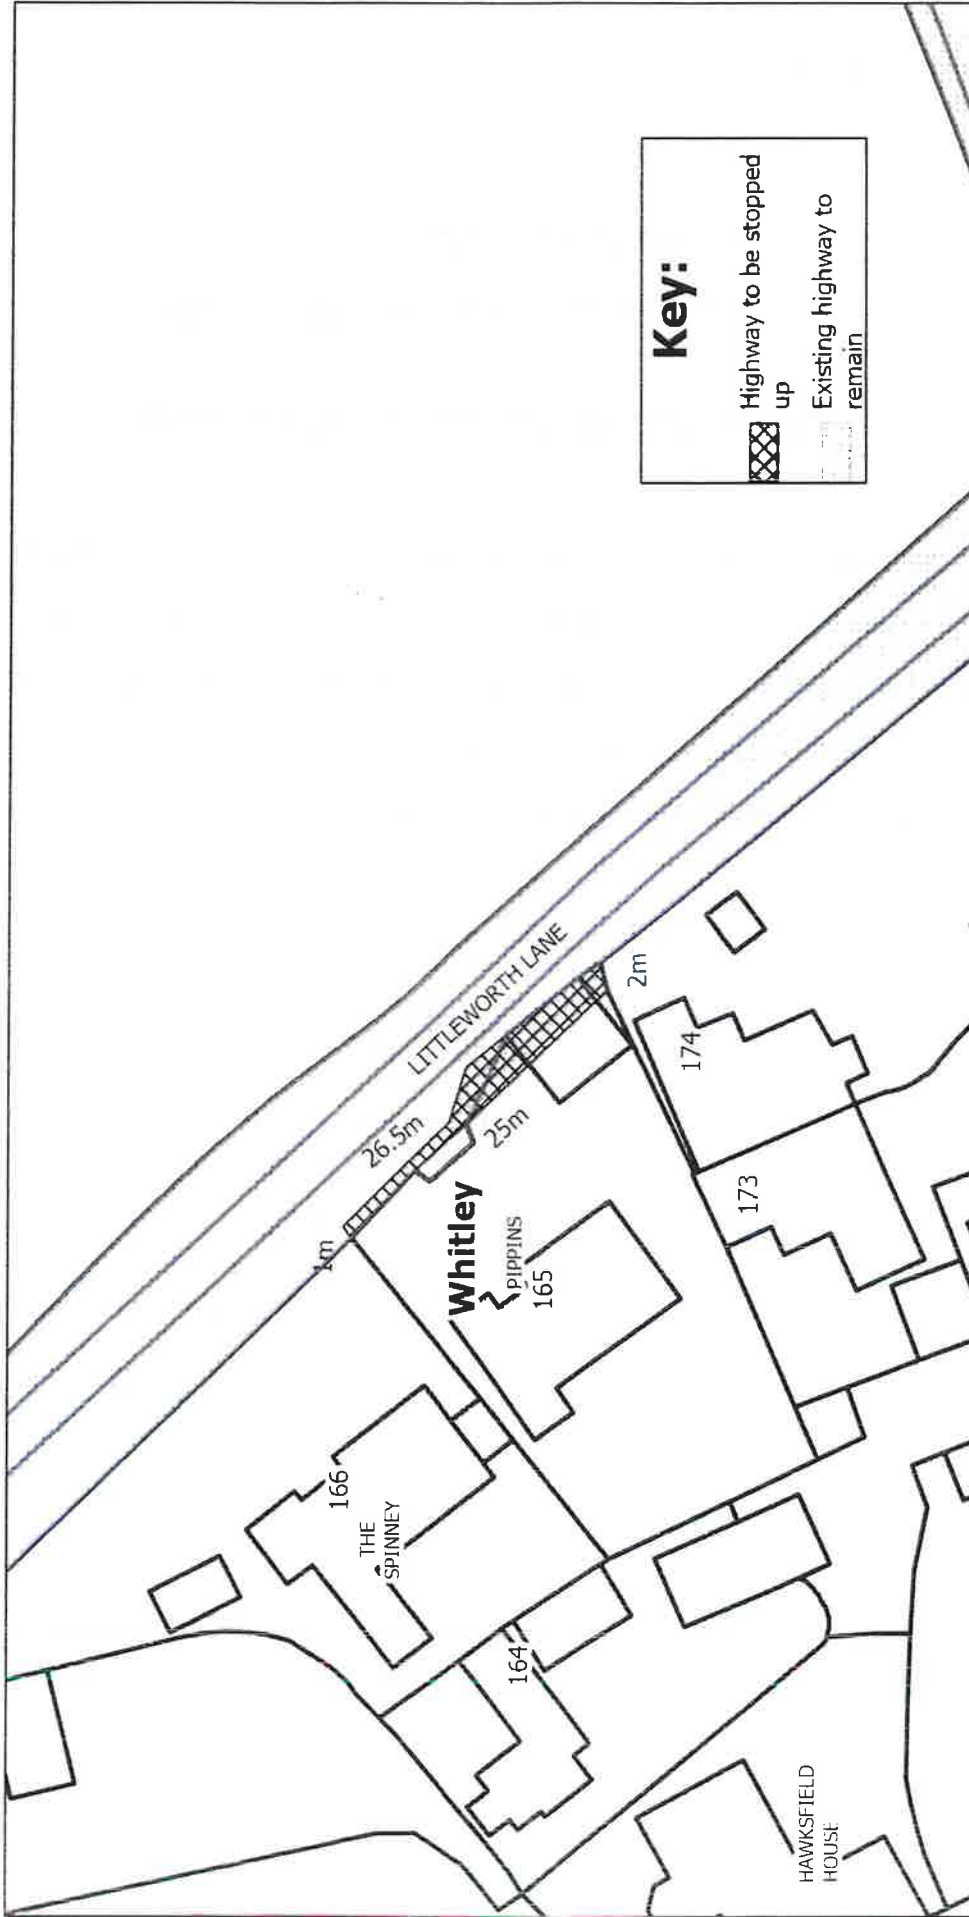 Key:
Highway to be stopped
up
Existing highway to
remain
LITTLEWORTH LANE
26.5m
25m
1m
2m
Whitley
PIPPINS
165
166
THE
SPINNEY
164
174
173
HAWKSFIELD
HOUSE